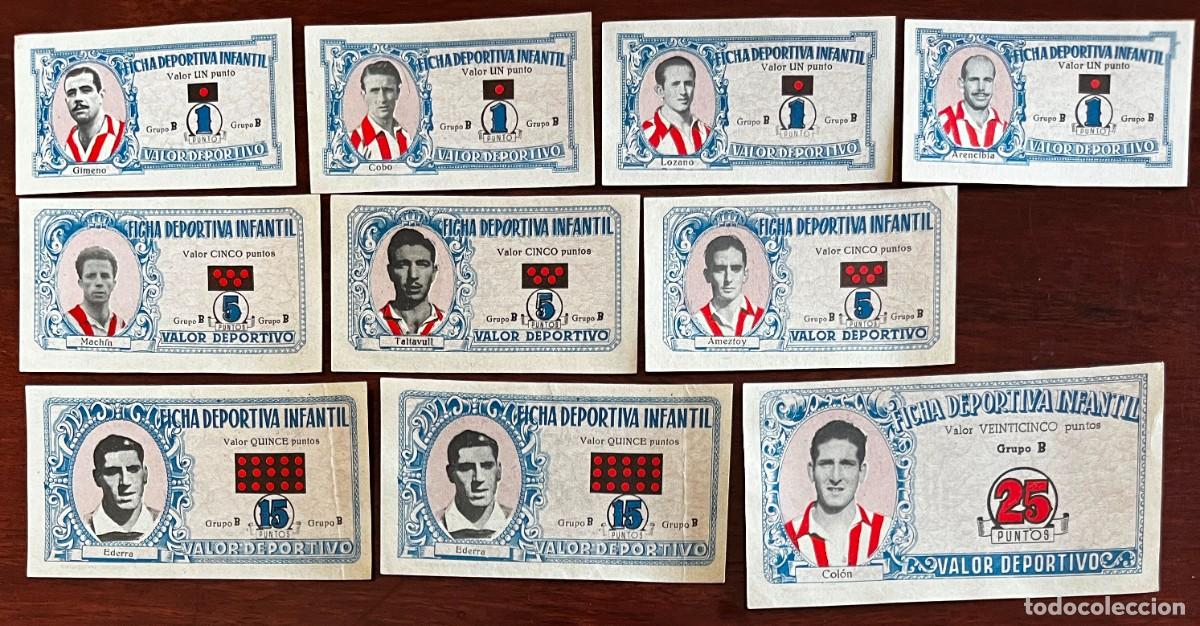 FICHA DEPORTIVA INFANTIL
Valor UN punto
1
Grupo B PUNTO Grupo B
VALOR DEPORTIVO
Gimeno
FICHA DEPORTIVA INFANTIL
Valor UN punto
1
Grupo B PUNTO Grupo B
VALOR DEPORTIVO
Cobo
FICHA DEPORTIVA INFANTIL
Valor UN punto
1
Grupo B PUNTO Grupo B
VALOR DEPORTIVO
Lozano
FICHA DEPORTIVA INFANTIL
Valor UN punto
1
Grupo B PUNTO Grupo B
VALOR DEPORTIVO
Arencibia
FICHA DEPORTIVA INFANTIL
Valor CINCO puntos
5
Grupo B PUNTOS Grupo B
VALOR DEPORTIVO
Machín
FICHA DEPORTIVA INFANTIL
Valor CINCO puntos
5
Grupo B PUNTOS Grupo B
VALOR DEPORTIVO
Taltavull
FICHA DEPORTIVA INFANTIL
Valor CINCO puntos
5
Grupo B PUNTOS Grupo B
VALOR DEPORTIVO
Ameztoy
FICHA DEPORTIVA INFANTIL
Valor QUINCE puntos
15
Grupo B PUNTOS Grupo B
VALOR DEPORTIVO
Ederra
FICHA DEPORTIVA INFANTIL
Valor QUINCE puntos
15
Grupo B PUNTOS Grupo B
VALOR DEPORTIVO
Ederra
FICHA DEPORTIVA INFANTIL
Valor VEINTICINCO puntos
Grupo B
25
PUNTOS
VALOR DEPORTIVO
Colón
todocoleccion